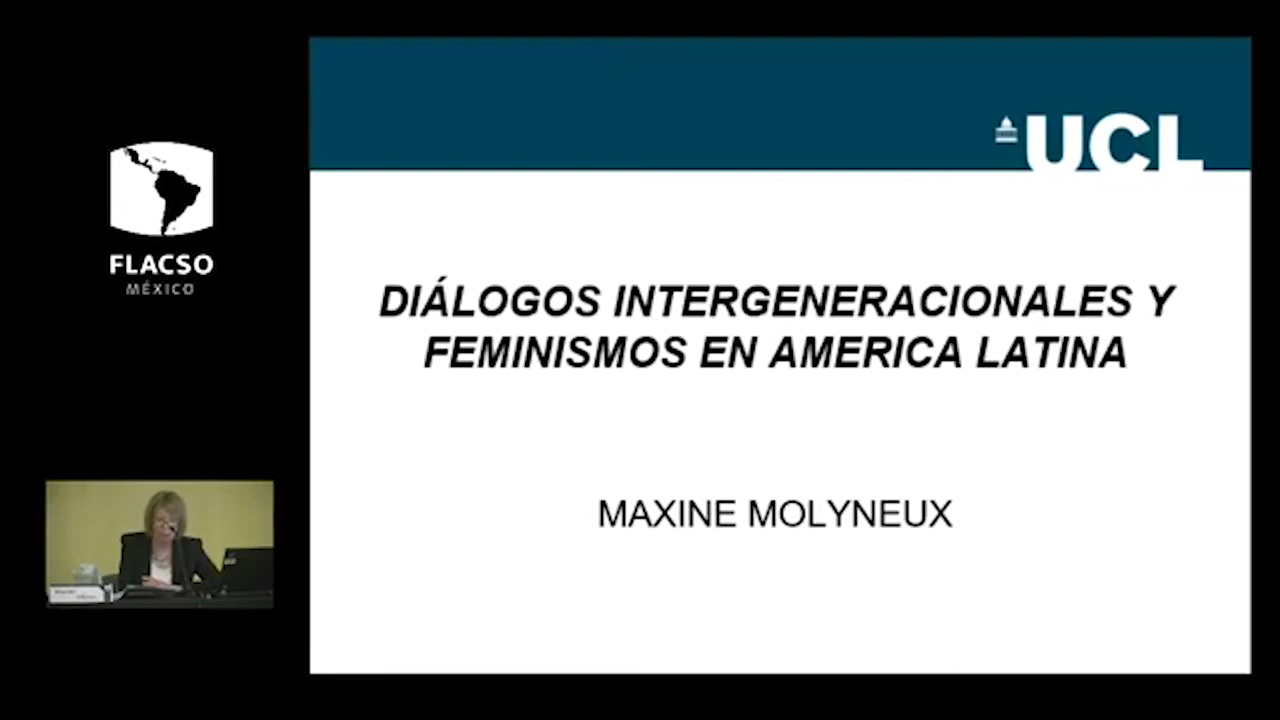 UCL
FLACSO
MÉXICO
DIÁLOGOS INTERGENERACIONALES Y
FEMINISMOS EN AMERICA LATINA
MAXINE MOLYNEUX